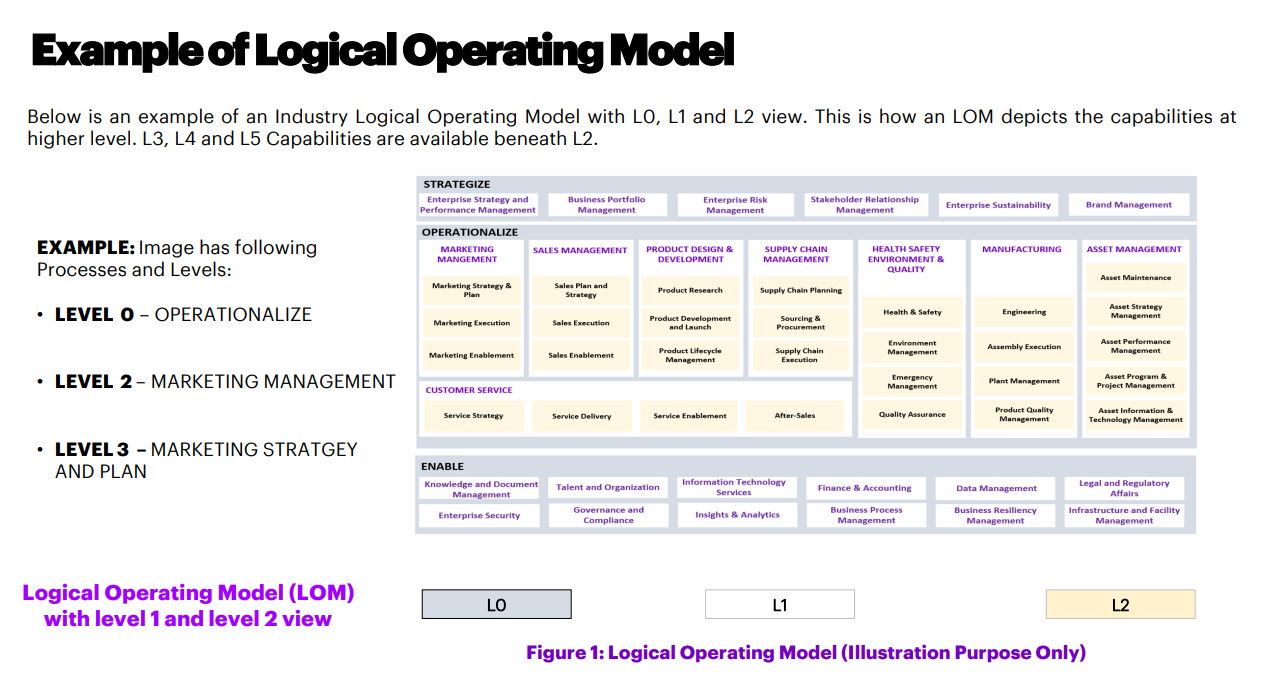 Example of Logical Operating Model
Below is an example of an Industry Logical Operating Model with L0, L1 and L2 view. This is how an LOM depicts the capabilities at
higher level. L3, L4 and L5 Capabilities are available beneath L2.
EXAMPLE: Image has following
Processes and Levels:
• LEVEL 0 – OPERATIONALIZE
• LEVEL 2 – MARKETING MANAGEMENT
• LEVEL 3 – MARKETING STRATGEY
AND PLAN
Logical Operating Model (LOM)
with level 1 and level 2 view
STRATEGIZE
Enterprise Strategy and
Performance Management
Business Portfolio
Management
Enterprise Risk
Management
Stakeholder Relationship
Management
Enterprise Sustainability
Brand Management
OPERATIONALIZE
MARKETING
MANGEMENT
Marketing Strategy &
Plan
Marketing Execution
Marketing Enablement
SALES MANAGEMENT
Sales Plan and
Strategy
Sales Execution
Sales Enablement
PRODUCT DESIGN &
DEVELOPMENT
Product Research
Product Development
and Launch
Product Lifecycle
Management
SUPPLY CHAIN
MANAGEMENT
Supply Chain Planning
Sourcing &
Procurement
Supply Chain
Execution
CUSTOMER SERVICE
Service Strategy
Service Delivery
Service Enablement
After-Sales
HEALTH SAFETY
ENVIRONMENT &
QUALITY
Health & Safety
Environment
Management
Emergency
Management
Quality Assurance
MANUFACTURING
Engineering
Assembly Execution
Plant Management
Product Quality
Management
ASSET MANAGEMENT
Asset Maintenance
Asset Strategy
Management
Asset Performance
Management
Asset Program &
Project Management
Asset Information &
Technology Management
ENABLE
Knowledge and Document
Management
Talent and Organization
Information Technology
Services
Finance & Accounting
Data Management
Legal and Regulatory
Affairs
Enterprise Security
Governance and
Compliance
Insights & Analytics
Business Process
Management
Business Resiliency
Management
Infrastructure and Facility
Management
L0
L1
L2
Figure 1: Logical Operating Model (Illustration Purpose Only)